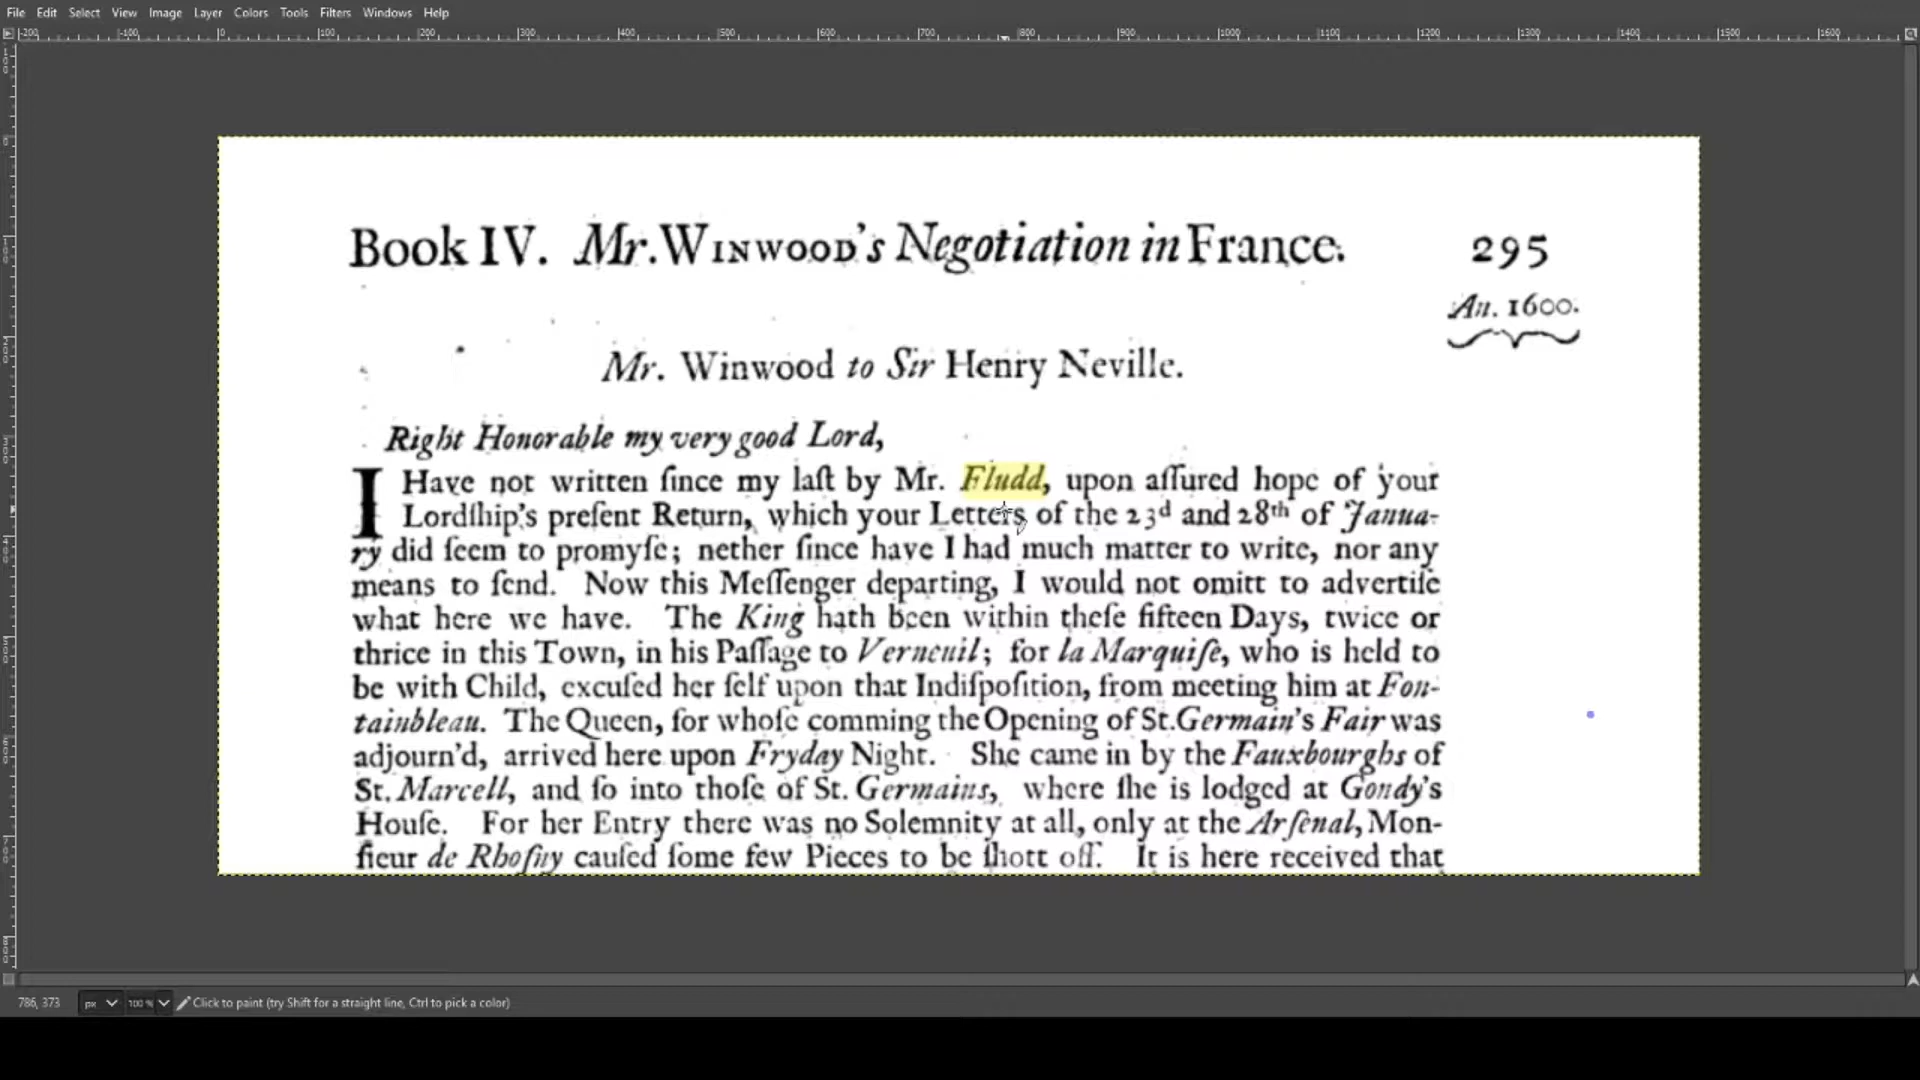 File Edit Select View Image Layer Colors Tools Filters Windows Help
Book IV. Mr. WINWOOD's Negotiation in France. 295
An. 1600.
Mr. Winwood to Sir Henry Neville.
Right Honorable my very good Lord,
I Have not written ſince my laſt by Mr. Fludd, upon aſſured hope of your
Lordſhip's preſent Return, which your Letters of the 23d and 28th of Janua-
ry did ſeem to promyſe; nether ſince have I had much matter to write, nor any
means to ſend. Now this Meſſenger departing, I would not omitt to advertiſe
what here we have. The King hath been within theſe fifteen Days, twice or
thrice in this Town, in his Paſſage to Verneuil; for la Marquiſe, who is held to
be with Child, excuſed her ſelf upon that Indiſpoſition, from meeting him at Fon-
tainbleau. The Queen, for whoſe comming the Opening of St. Germain's Fair was
adjourn'd, arrived here upon Fryday Night. She came in by the Fauxbourghs of
St. Marcell, and ſo into thoſe of St. Germains, where ſhe is lodged at Gondy's
Houſe. For her Entry there was no Solemnity at all, only at the Arſenal, Mon-
ſieur de Rhoſny cauſed ſome few Pieces to be ſhott off. It is here received that
786, 373 px 100 % Click to paint (try Shift for a straight line, Ctrl to pick a color)